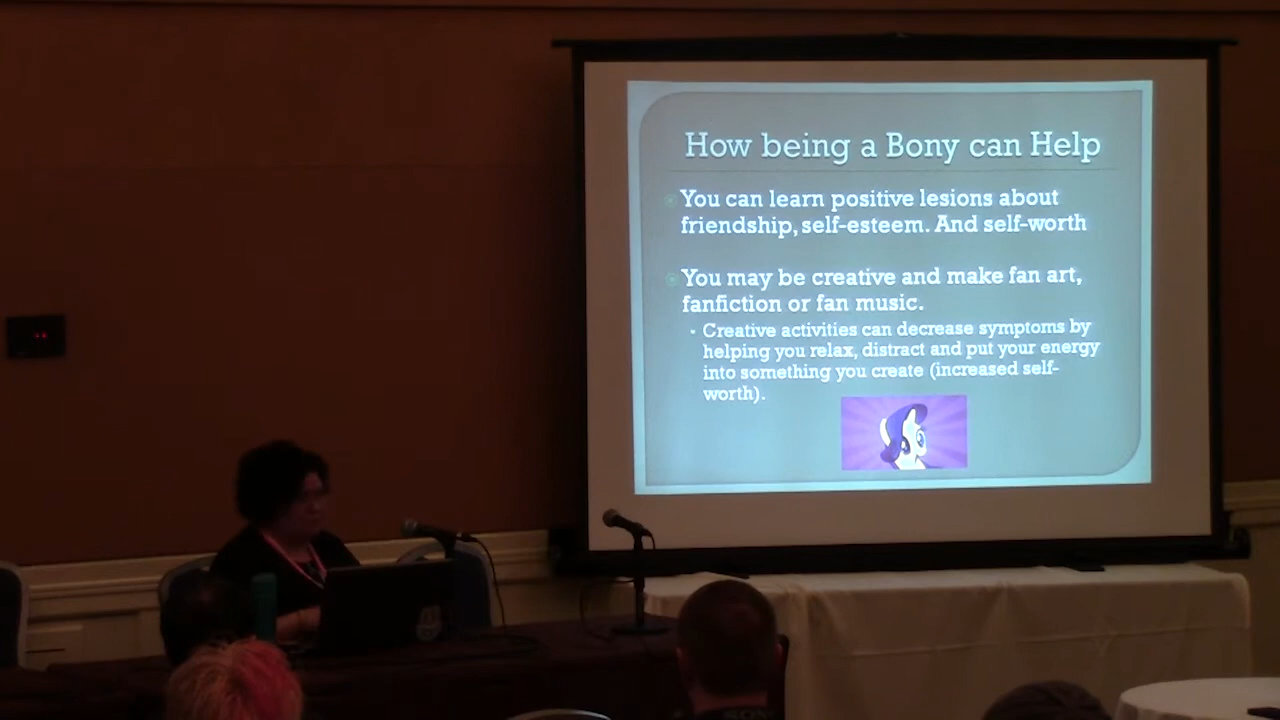 How being a Bony can Help
You can learn positive lesions about
friendship, self-esteem. And self-worth
You may be creative and make fan art,
fanfiction or fan music.
Creative activities can decrease symptoms by
helping you relax, distract and put your energy
into something you create (increased self-
worth).